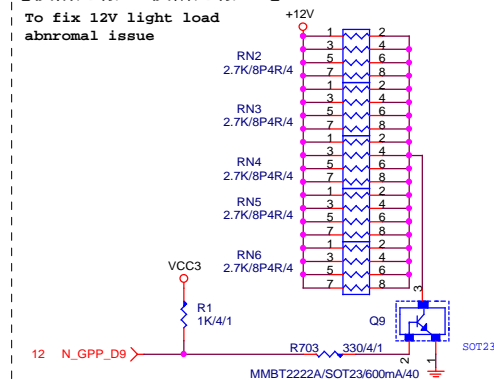 To fix 12V light load
abnromal issue
+12V
1 2
RN2 3 4
2.7K/8P4R/4 5 6
7 8
1 2
RN3 3 4
2.7K/8P4R/4 5 6
7 8
1 2
RN4 3 4
2.7K/8P4R/4 5 6
7 8
1 2
RN5 3 4
2.7K/8P4R/4 5 6
7 8
1 2
RN6 3 4
2.7K/8P4R/4 5 6
7 8
VCC3
R1
1K/4/1
3
Q9
SOT23
12 N_GPP_D9
R703 330/4/1
2 1
MMBT2222A/SOT23/600mA/40